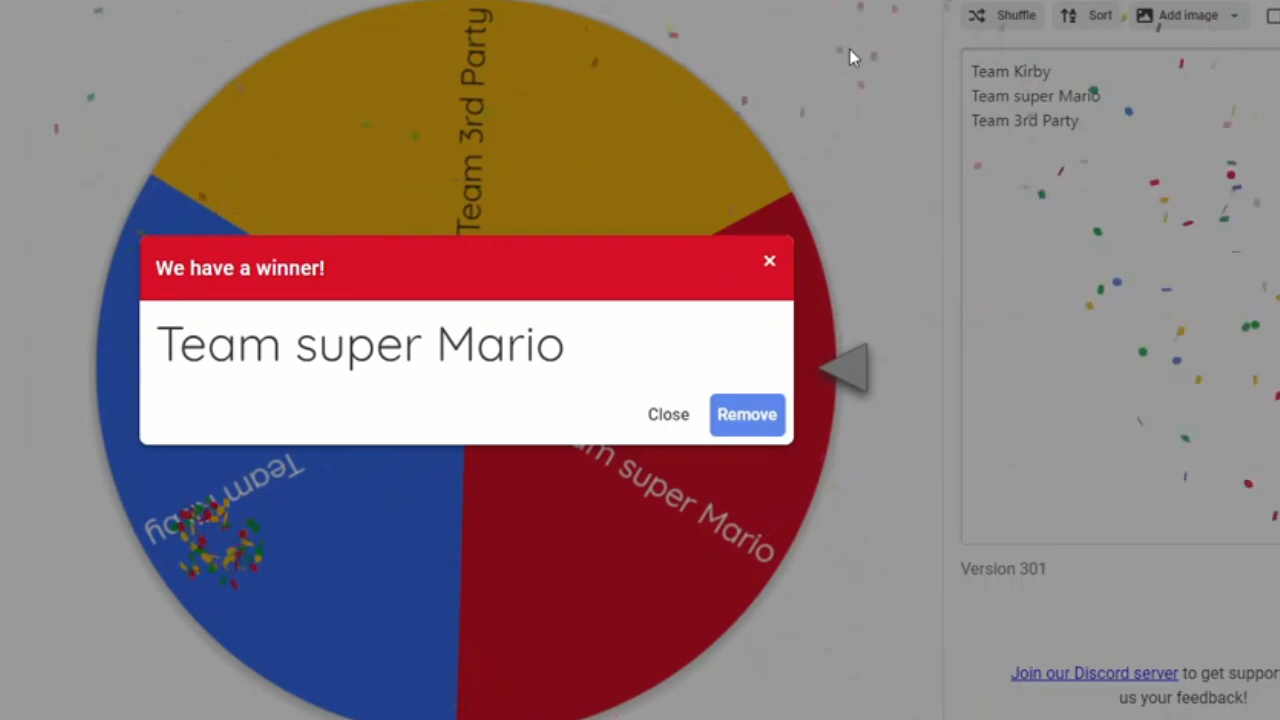 Shuffle
Sort
Add image
Team Kirby
Team super Mario
Team 3rd Party
Team 3rd Party
We have a winner!
×
Team super Mario
Close
Remove
Team Kirby
am super Mario
Version 301
Join our Discord server to get suppor
us your feedback!